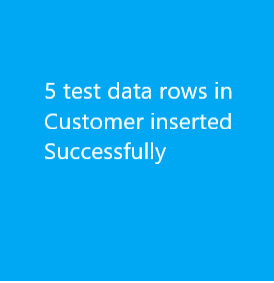 5 test data rows in
Customer inserted
Successfully